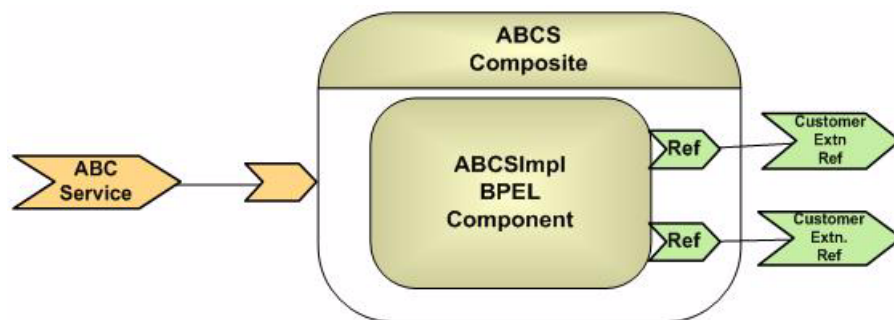 ABCS
Composite
ABC
Service
ABCSImpl
BPEL
Component
Ref
Customer
Extn
Ref
Ref
Customer
Extn.
Ref